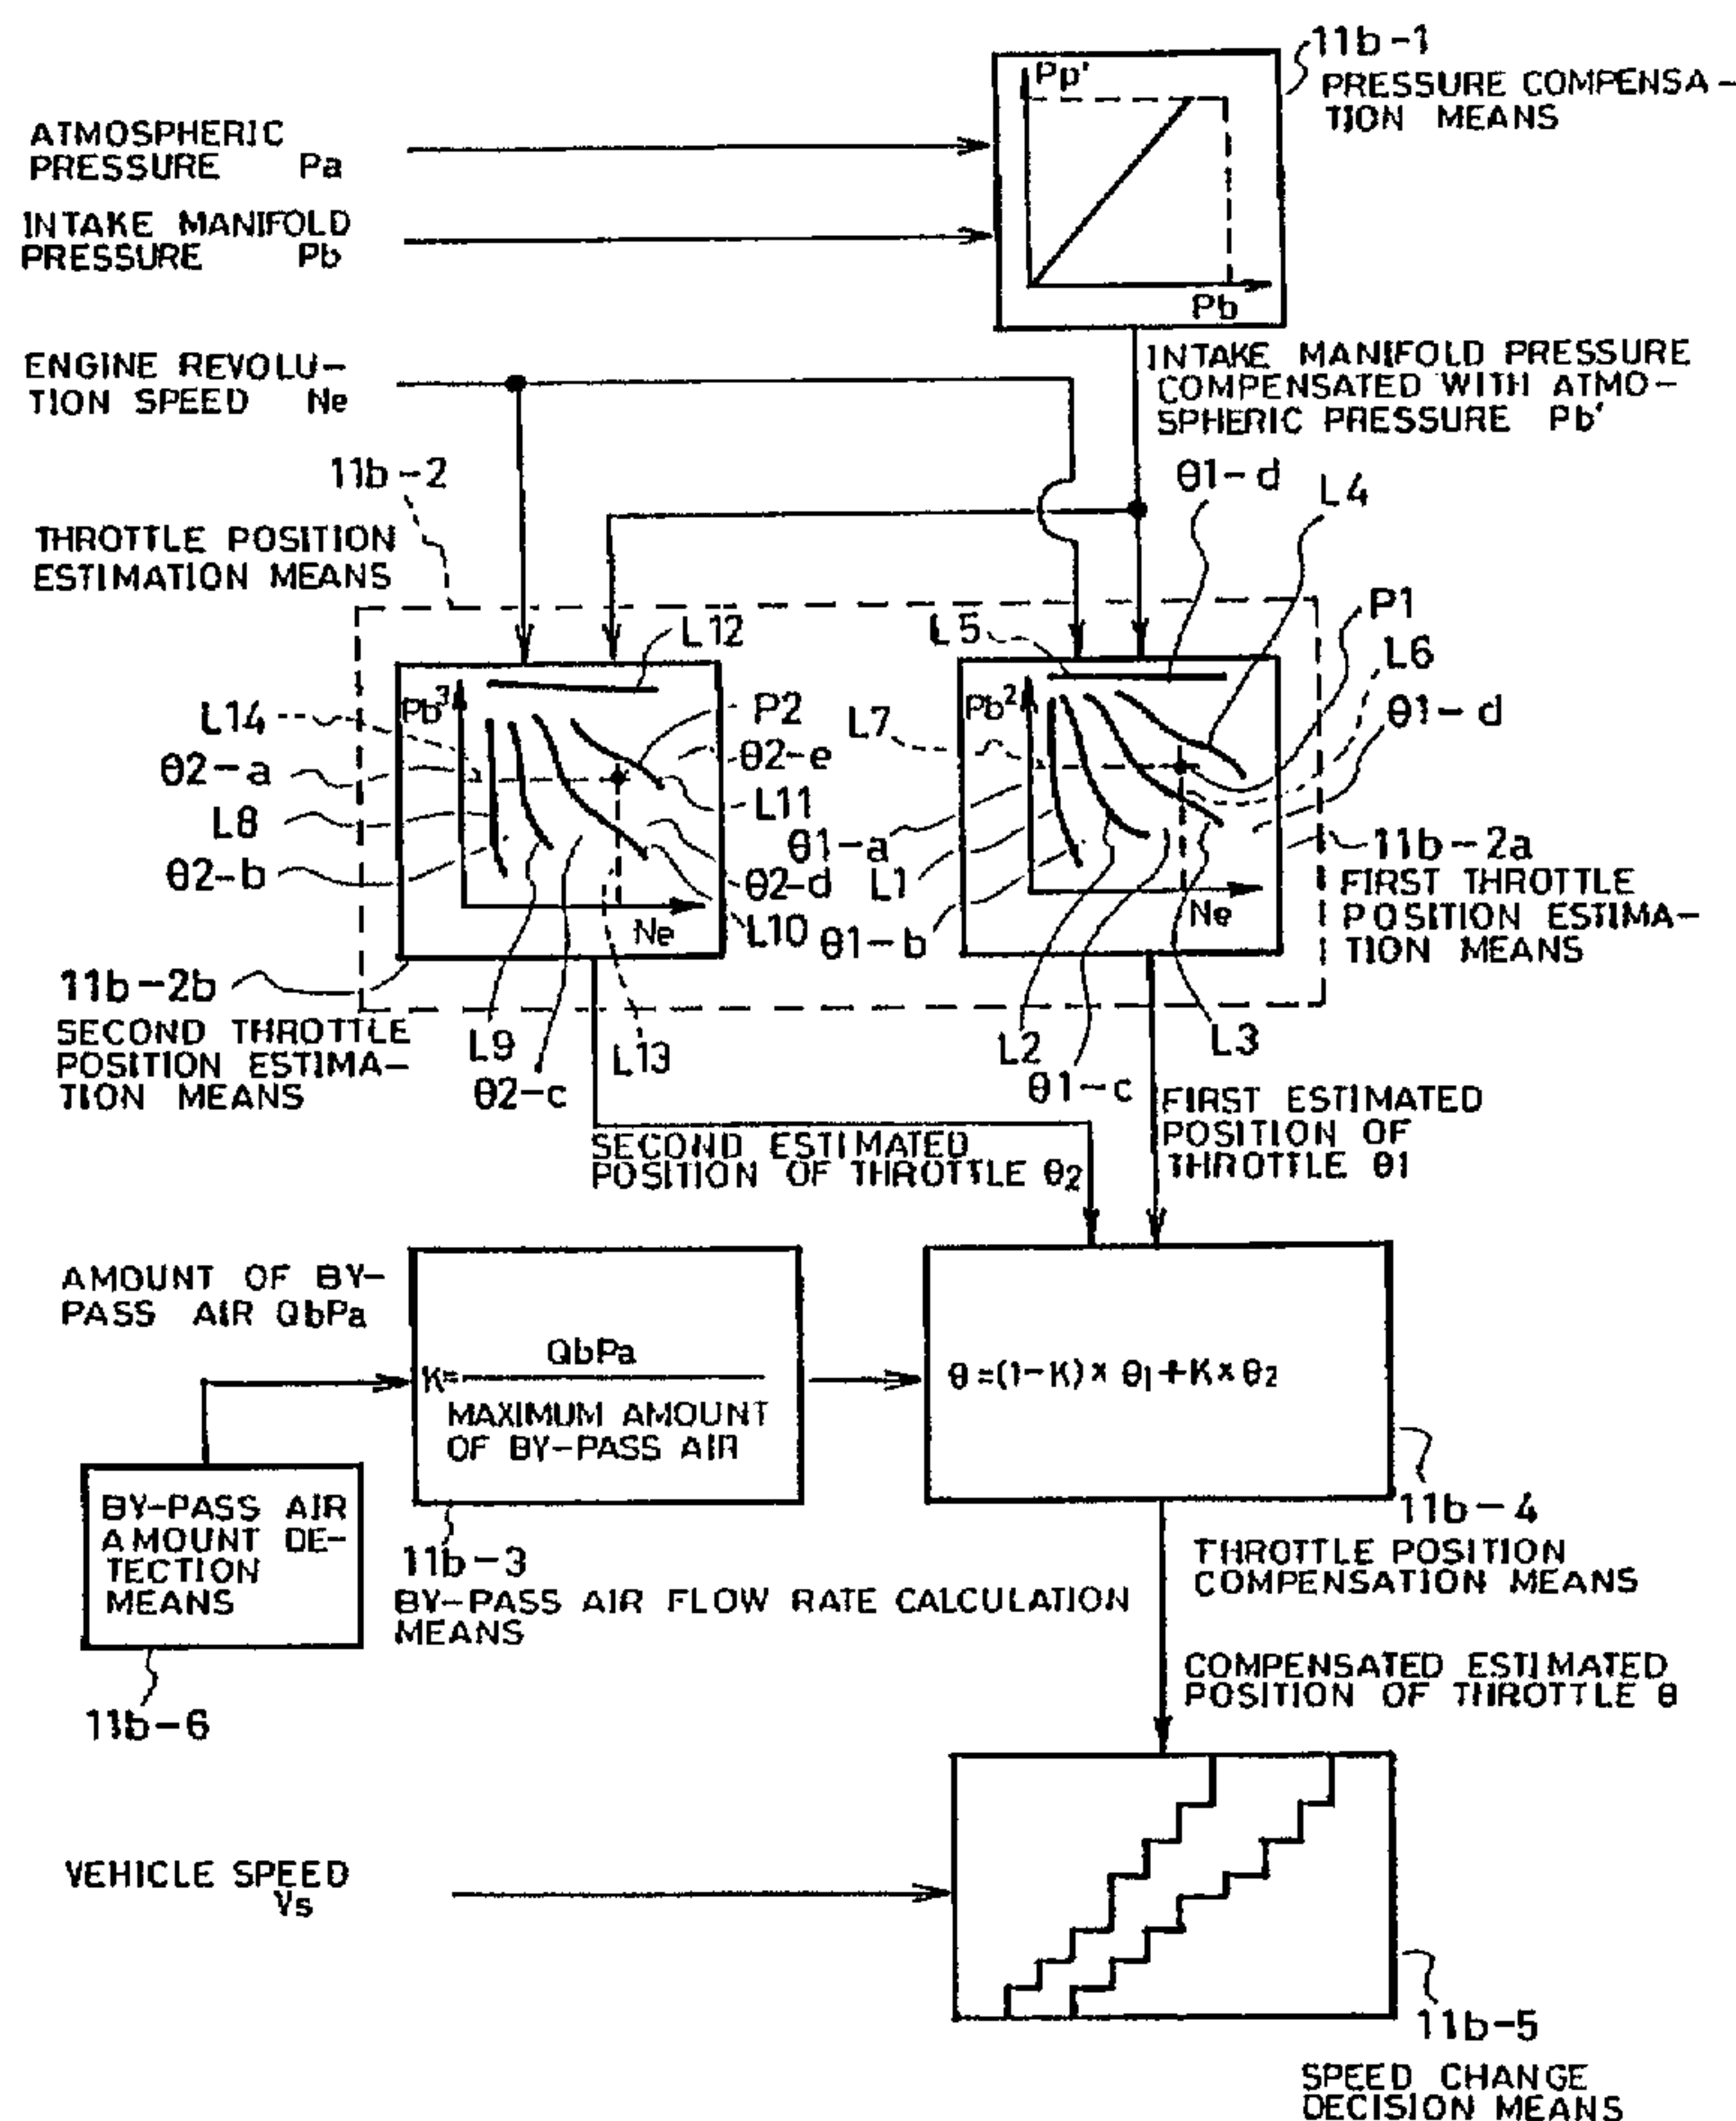 11b-1
PRESSURE COMPENSA-
TION MEANS
Pp'
Pb
ATMOSPHERIC
PRESSURE Pa
INTAKE MANIFOLD
PRESSURE Pb
ENGINE REVOLU-
TION SPEED Ne
INTAKE MANIFOLD PRESSURE
COMPENSATED WITH ATMO-
SPHERIC PRESSURE Pb'
11b-2
THROTTLE POSITION
ESTIMATION MEANS
θ1-d
L4
P1
L6
θ1-d
L5
L7
θ1-a
L1
θ1-b
Pb2
Ne
L12
Pb3
Ne
P2
θ2-e
L11
θ2-d
L10
L14
θ2-a
L8
θ2-b
11b-2a
FIRST THROTTLE
POSITION ESTIMA-
TION MEANS
11b-2b
SECOND THROTTLE
POSITION ESTIMA-
TION MEANS
L9
θ2-c
L13
L2
θ1-c
L3
SECOND ESTIMATED
POSITION OF THROTTLE θ2
FIRST ESTIMATED
POSITION OF
THROTTLE θ1
AMOUNT OF BY-
PASS AIR QbPa
K= QbPa
MAXIMUM AMOUNT
OF BY-PASS AIR
θ=(1-K)× θ1+K×θ2
BY-PASS AIR
AMOUNT DE-
TECTION
MEANS
11b-6
11b-3
BY-PASS AIR FLOW RATE CALCULATION
MEANS
11b-4
THROTTLE POSITION
COMPENSATION MEANS
COMPENSATED ESTIMATED
POSITION OF THROTTLE θ
VEHICLE SPEED
Vs
11b-5
SPEED CHANGE
DECISION MEANS